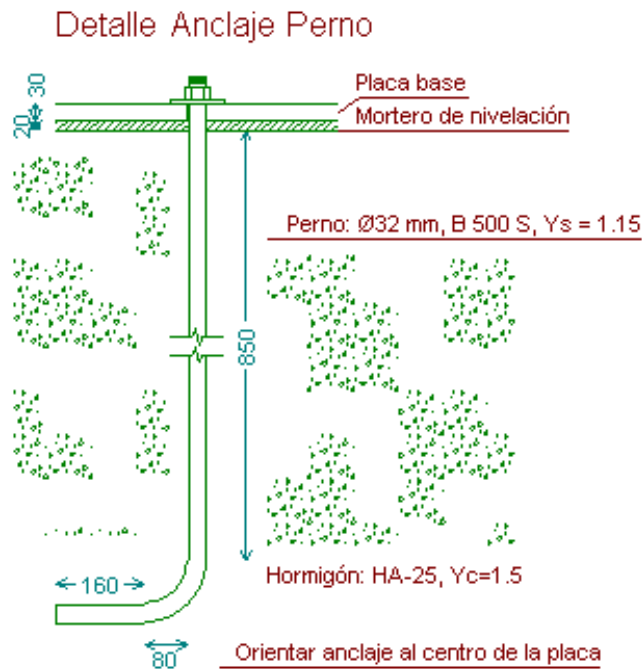 Detalle Anclaje Perno
30
20
Placa base
Mortero de nivelación
Perno: Ø32 mm, B 500 S, Ys = 1.15
850
160
Hormigón: HA-25, Yc=1.5
80
Orientar anclaje al centro de la placa